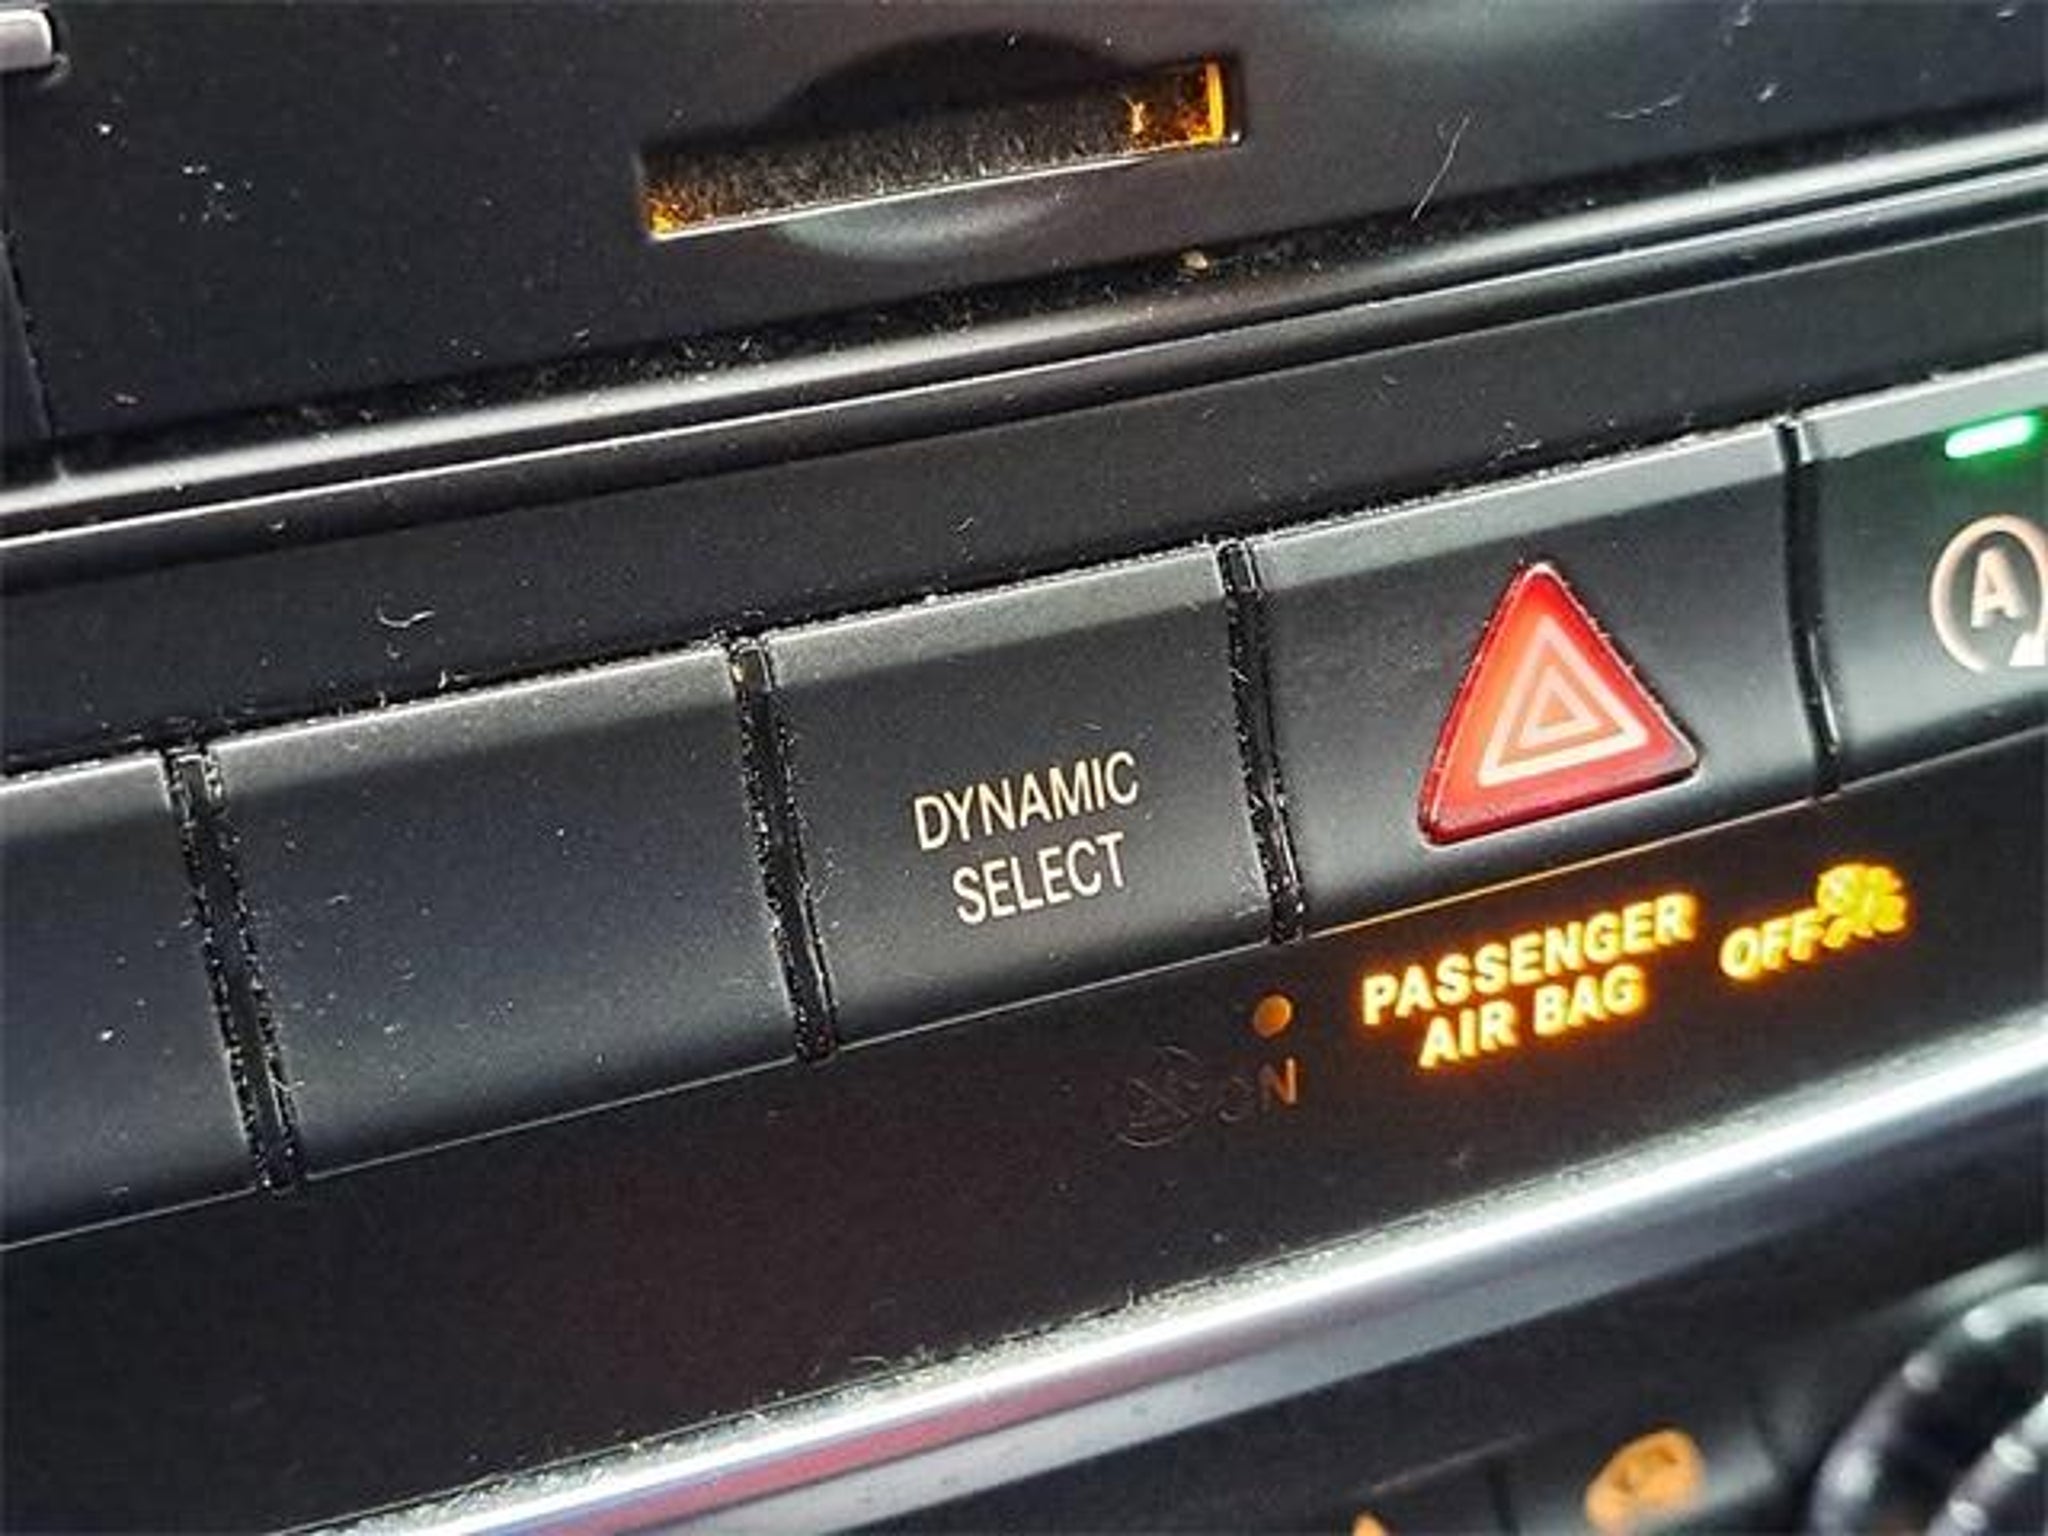 A
DYNAMIC
SELECT
PASSENGER
AIR BAG
OFF
ON